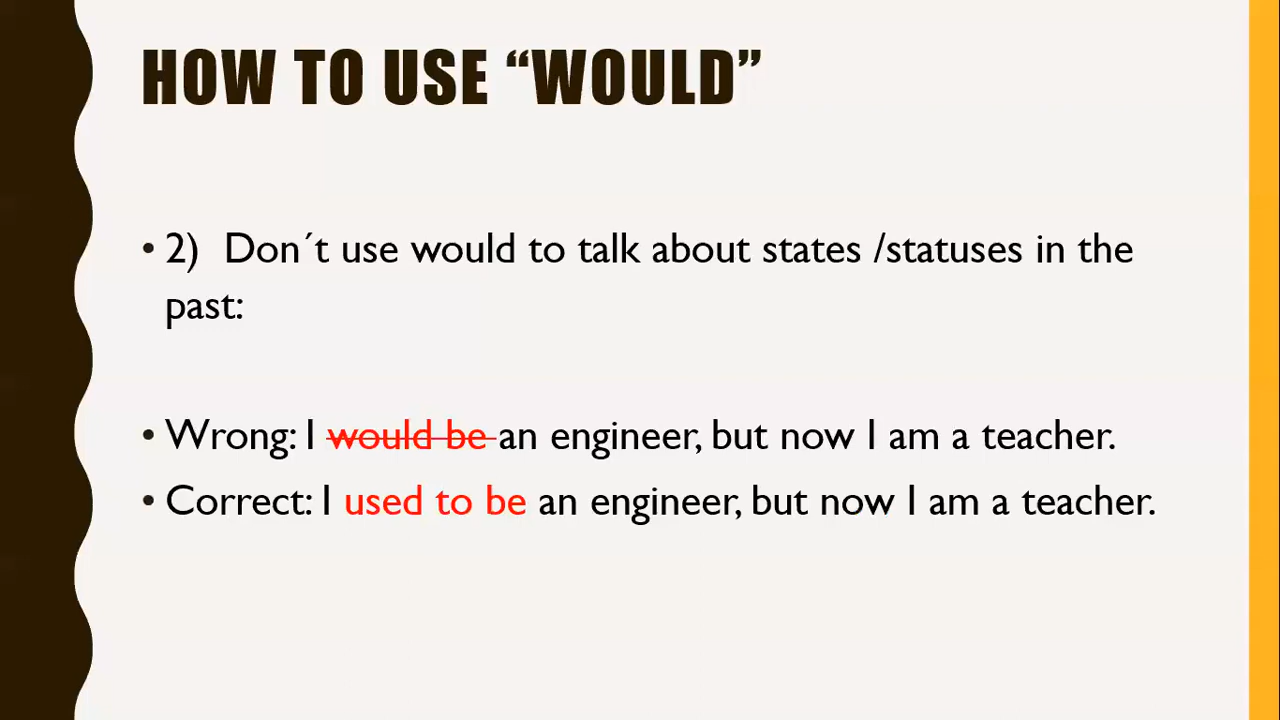 HOW TO USE “WOULD”
• 2) Don´t use would to talk about states /statuses in the
past:
• Wrong: I would be an engineer, but now I am a teacher.
• Correct: I used to be an engineer, but now I am a teacher.